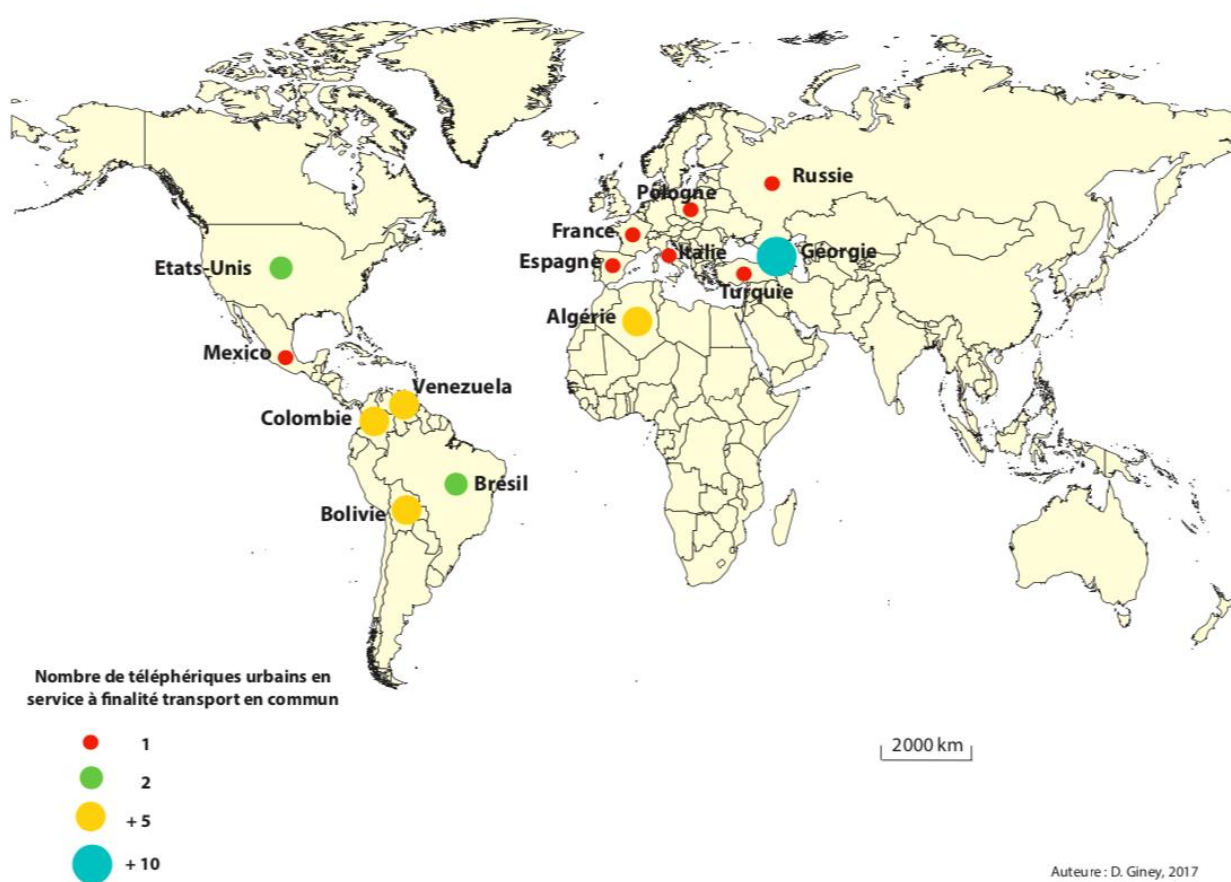 Russie
Pologne
France
Italie
Géorgie
Etats-Unis
Espagne
Turquie
Algérie
Mexico
Venezuela
Colombie
Brésil
Bolivie
Nombre de téléphériques urbains en
service à finalité transport en commun
1
2
+ 5
+ 10
2000 km
Auteure : D. Giney, 2017